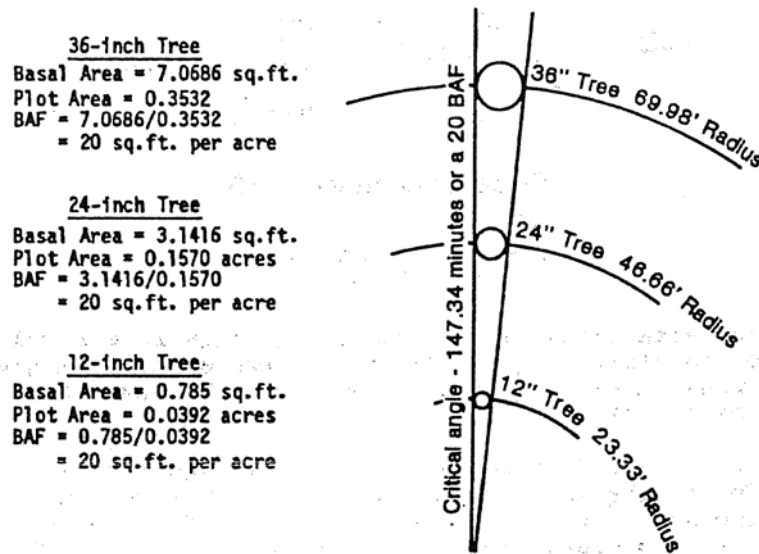 36-inch Tree
Basal Area = 7.0686 sq.ft.
Plot Area = 0.3532
BAF = 7.0686/0.3532
= 20 sq.ft. per acre
24-inch Tree
Basal Area = 3.1416 sq.ft.
Plot Area = 0.1570 acres
BAF = 3.1416/0.1570
= 20 sq.ft. per acre
12-inch Tree
Basal Area = 0.785 sq.ft.
Plot Area = 0.0392 acres
BAF = 0.785/0.0392
= 20 sq.ft. per acre
Critical angle - 147.34 minutes or a 20 BAF
36" Tree 69.98' Radius
24" Tree 46.66' Radius
12" Tree 23.33' Radius